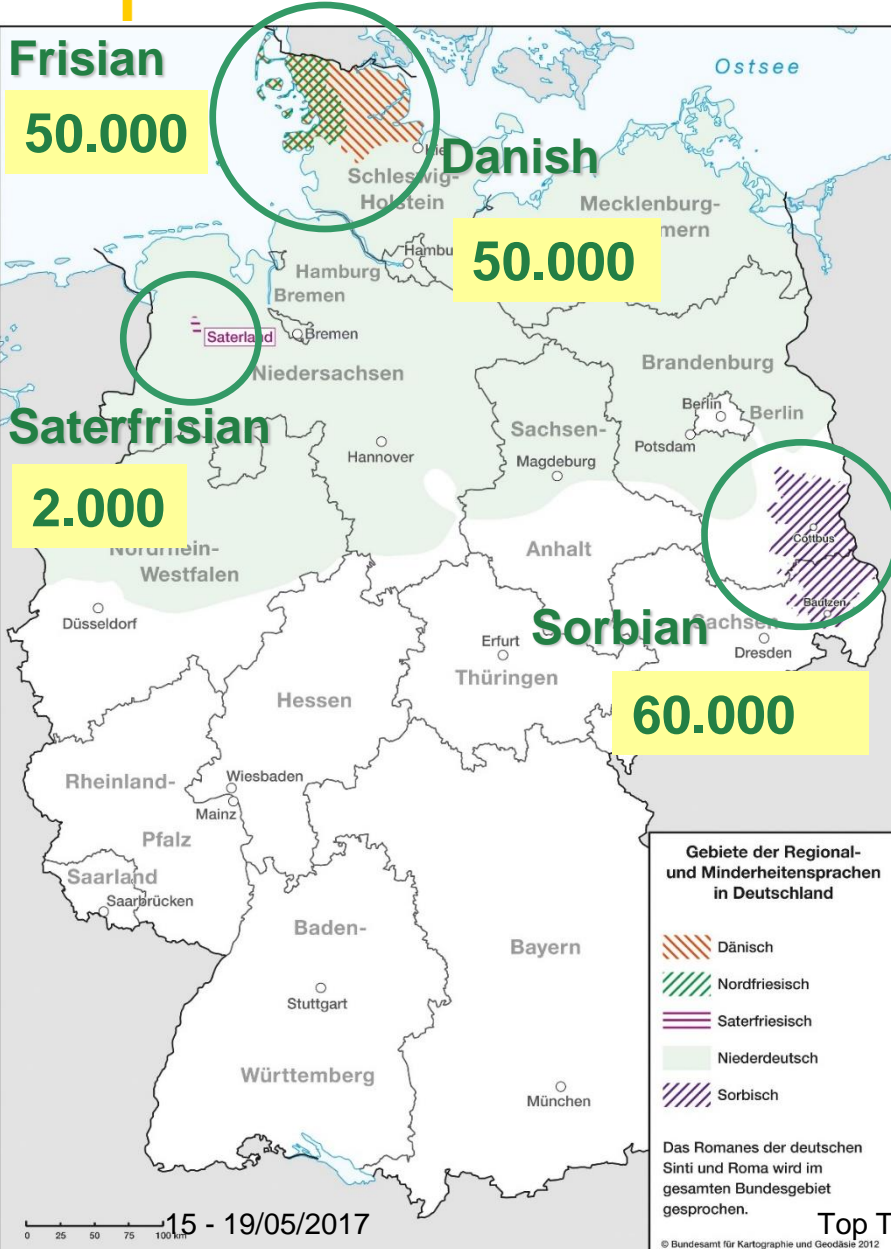 Frisian
50.000
Ostsee
Danish
50.000
Schleswig-
Holstein
Mecklenburg-
Hamburg
Bremen
Saterland
Bremen
Niedersachsen
Brandenburg
Berlin
Berlin
Potsdam
Saterfrisian
2.000
Hannover
Sachsen-
Magdeburg
Anhalt
Cottbus
Bautzen
Nordrhein-
Westfalen
Düsseldorf
Sorbian
60.000
Sachsen
Dresden
Erfurt
Thüringen
Hessen
Rheinland-
Pfalz
Wiesbaden
Mainz
Saarland
Saarbrücken
Baden-
Württemberg
Stuttgart
Bayern
München
Gebiete der Regional-
und Minderheitensprachen
in Deutschland
Dänisch
Nordfriesisch
Saterfriesisch
Niederdeutsch
Sorbisch
Das Romanes der deutschen
Sinti und Roma wird im
gesamten Bundesgebiet
gesprochen.
© Bundesamt für Kartographie und Geodäsie 2012
0 25 50 75 100 km
15 - 19/05/2017
Top